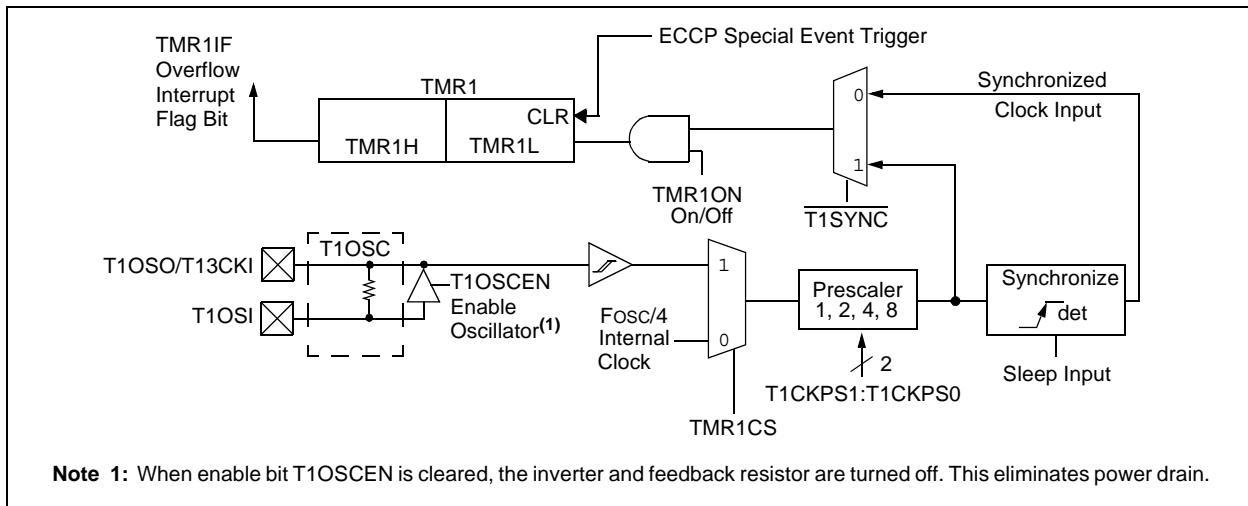 TMR1IF
Overflow
Interrupt
Flag Bit
TMR1
ECCP Special Event Trigger
CLR
TMR1H
TMR1L
TMR1ON
On/Off
0
1
T1SYNC
Synchronized
Clock Input
T1OSO/T13CKI
T1OSI
T1OSC
T1OSCEN
Enable
Oscillator(1)
1
FOSC/4
Internal
Clock
0
TMR1CS
Prescaler
1, 2, 4, 8
2
T1CKPS1:T1CKPS0
Synchronize
det
Sleep Input
Note 1: When enable bit T1OSCEN is cleared, the inverter and feedback resistor are turned off. This eliminates power drain.